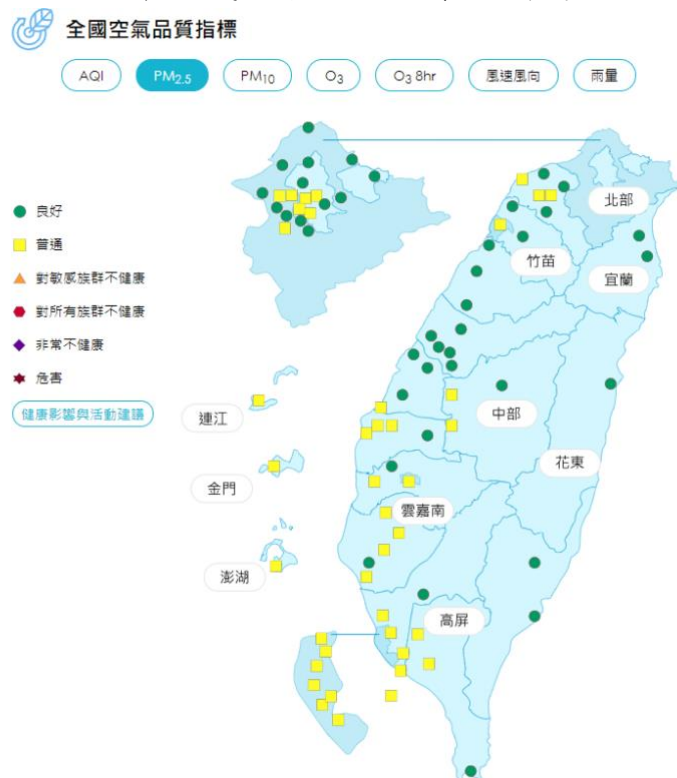 全國空氣品質指標
AQI
PM2.5
PM10
O3
O3 8hr
風速風向
雨量
良好
普通
對敏感族群不健康
對所有族群不健康
非常不健康
危害
健康影響與活動建議
北部
竹苗
宜蘭
連江
中部
花東
金門
雲嘉南
澎湖
高屏